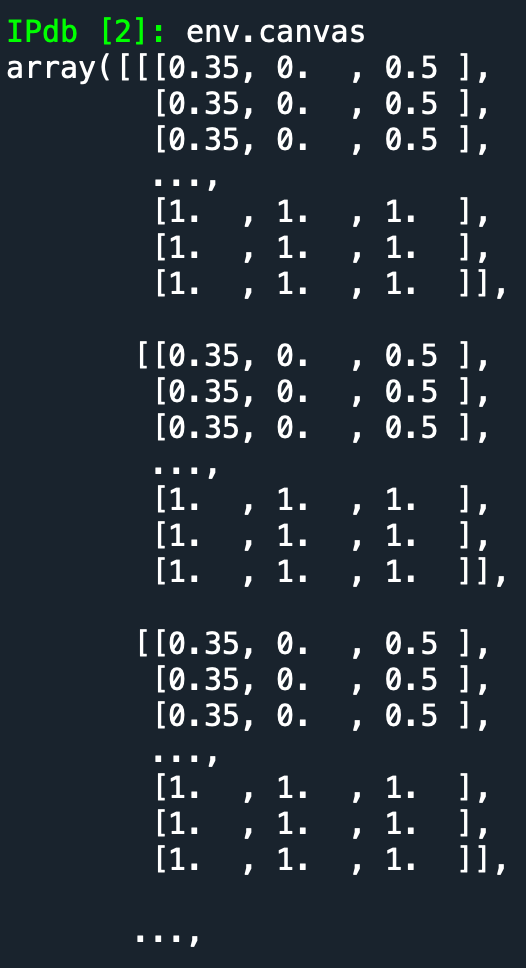 IPdb [2]: env.canvas
array([[[0.35, 0.  , 0.5 ],
        [0.35, 0.  , 0.5 ],
        [0.35, 0.  , 0.5 ],
        ...,
        [1.  , 1.  , 1.  ],
        [1.  , 1.  , 1.  ],
        [1.  , 1.  , 1.  ]],

       [[0.35, 0.  , 0.5 ],
        [0.35, 0.  , 0.5 ],
        [0.35, 0.  , 0.5 ],
        ...,
        [1.  , 1.  , 1.  ],
        [1.  , 1.  , 1.  ],
        [1.  , 1.  , 1.  ]],

       [[0.35, 0.  , 0.5 ],
        [0.35, 0.  , 0.5 ],
        [0.35, 0.  , 0.5 ],
        ...,
        [1.  , 1.  , 1.  ],
        [1.  , 1.  , 1.  ],
        [1.  , 1.  , 1.  ]],

       ...,